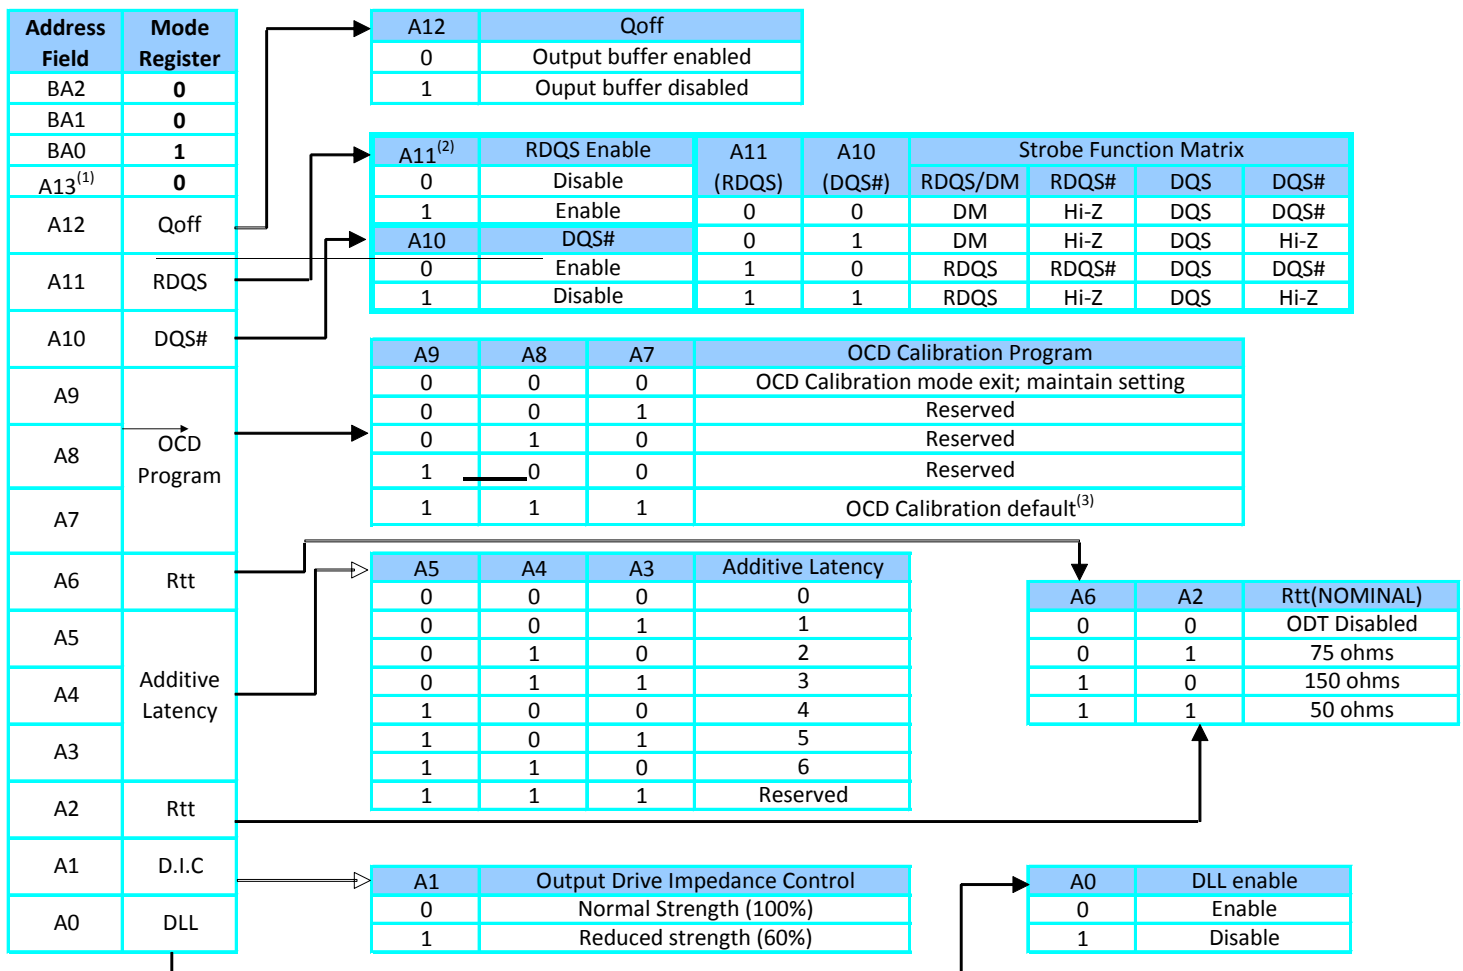 Address Field Mode Register
BA2 0
BA1 0
BA0 1
A13(1) 0
A12 Qoff
A11 RDQS
A10 DQS#
A9
A8
A7
OCD Program
A6 Rtt
A5
A4
A3
Additive Latency
A2 Rtt
A1 D.I.C
A0 DLL
A12 Qoff
0 Output buffer enabled
1 Ouput buffer disabled
A11(2) RDQS Enable
0 Disable
1 Enable
A10 DQS#
0 Enable
1 Disable
A11 (RDQS) A10 (DQS#) Strobe Function Matrix
RDQS/DM RDQS# DQS DQS#
0 0 DM Hi-Z DQS DQS#
0 1 DM Hi-Z DQS Hi-Z
1 0 RDQS RDQS# DQS DQS#
1 1 RDQS Hi-Z DQS Hi-Z
A9 A8 A7 OCD Calibration Program
0 0 0 OCD Calibration mode exit; maintain setting
0 0 1 Reserved
0 1 0 Reserved
1 0 0 Reserved
1 1 1 OCD Calibration default(3)
A5 A4 A3 Additive Latency
0 0 0 0
0 0 1 1
0 1 0 2
0 1 1 3
1 0 0 4
1 0 1 5
1 1 0 6
1 1 1 Reserved
A6 A2 Rtt(NOMINAL)
0 0 ODT Disabled
0 1 75 ohms
1 0 150 ohms
1 1 50 ohms
A1 Output Drive Impedance Control
0 Normal Strength (100%)
1 Reduced strength (60%)
A0 DLL enable
0 Enable
1 Disable